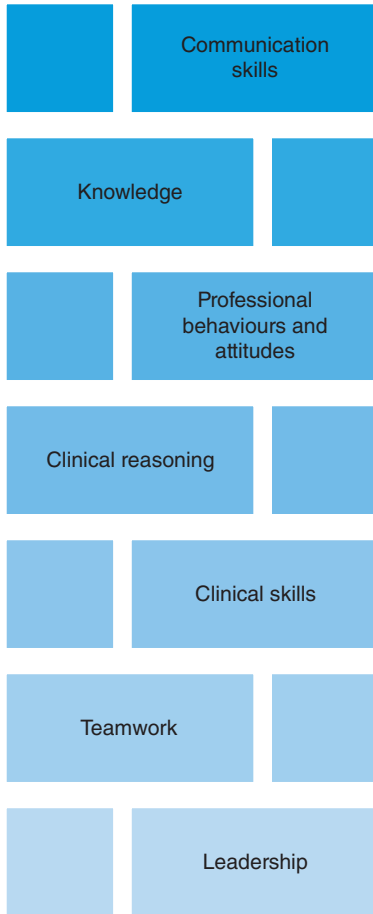 Communication
skills
Knowledge
Professional
behaviours and
attitudes
Clinical reasoning
Clinical skills
Teamwork
Leadership